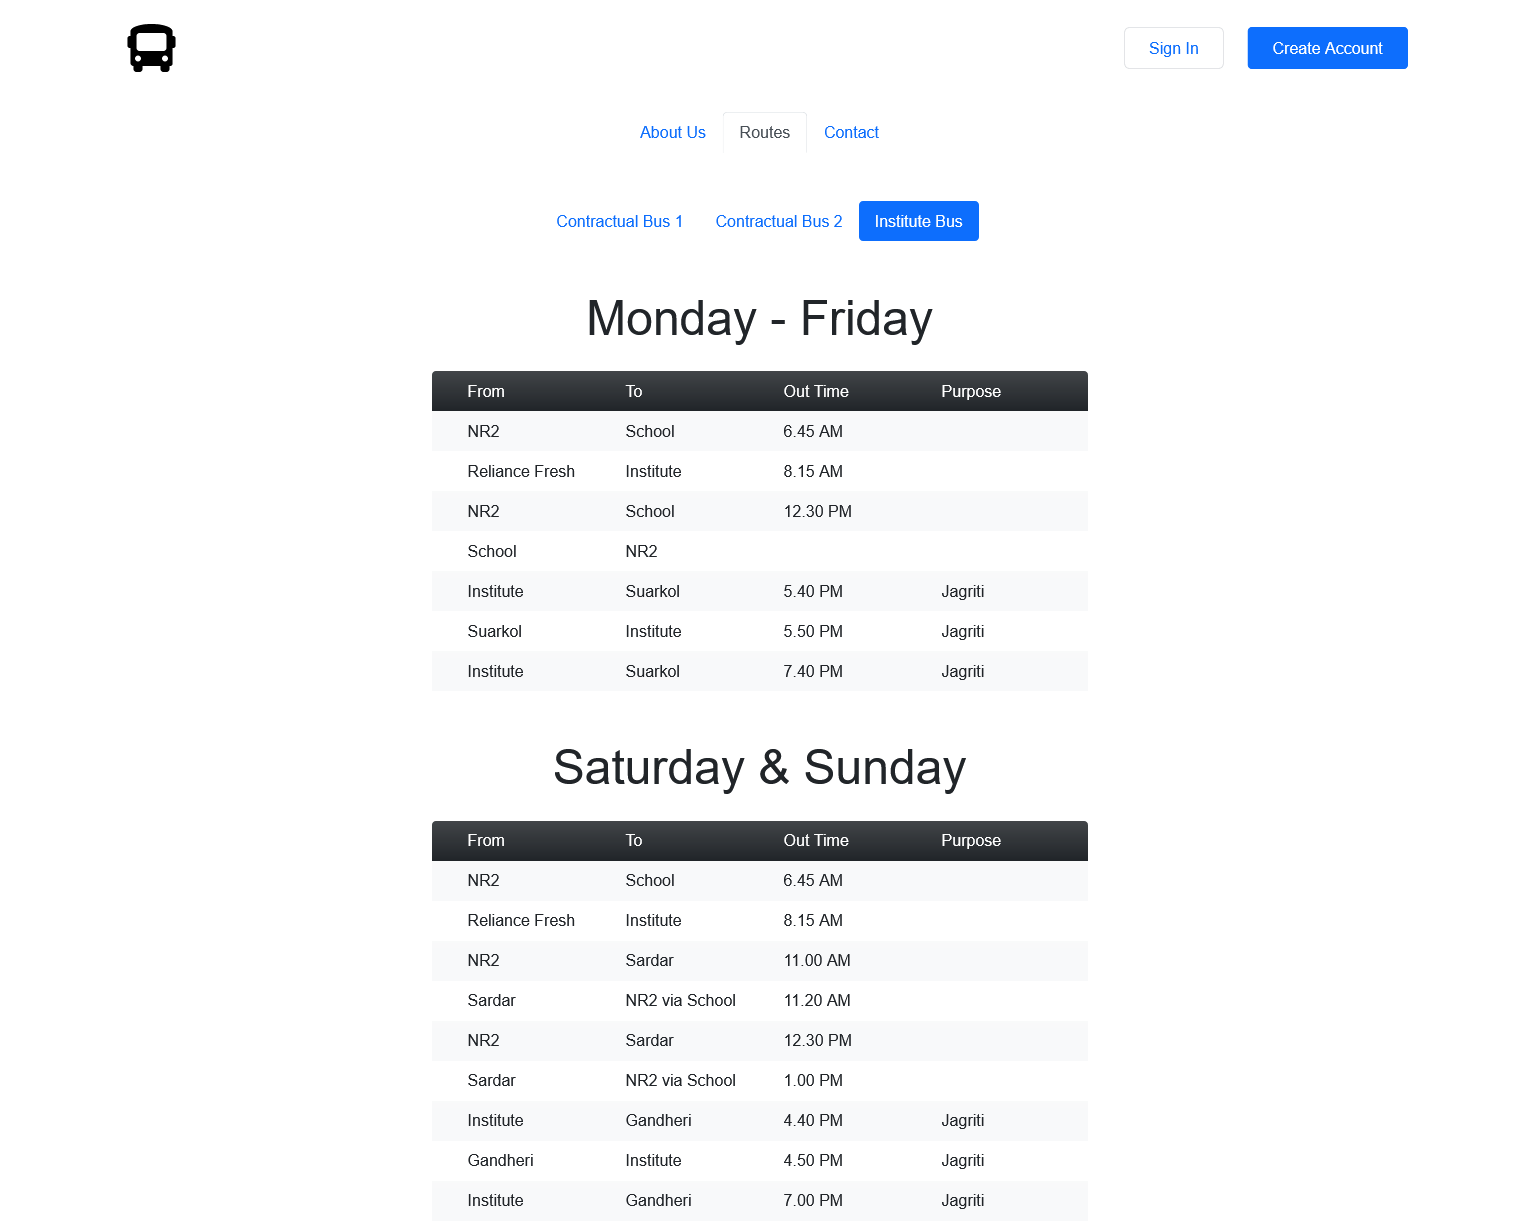 Sign In Create Account
About Us Routes Contact
Contractual Bus 1 Contractual Bus 2 Institute Bus
Monday - Friday
From To Out Time Purpose
NR2 School 6.45 AM
Reliance Fresh Institute 8.15 AM
NR2 School 12.30 PM
School NR2
Institute Suarkol 5.40 PM Jagriti
Suarkol Institute 5.50 PM Jagriti
Institute Suarkol 7.40 PM Jagriti
Saturday & Sunday
From To Out Time Purpose
NR2 School 6.45 AM
Reliance Fresh Institute 8.15 AM
NR2 Sardar 11.00 AM
Sardar NR2 via School 11.20 AM
NR2 Sardar 12.30 PM
Sardar NR2 via School 1.00 PM
Institute Gandheri 4.40 PM Jagriti
Gandheri Institute 4.50 PM Jagriti
Institute Gandheri 7.00 PM Jagriti